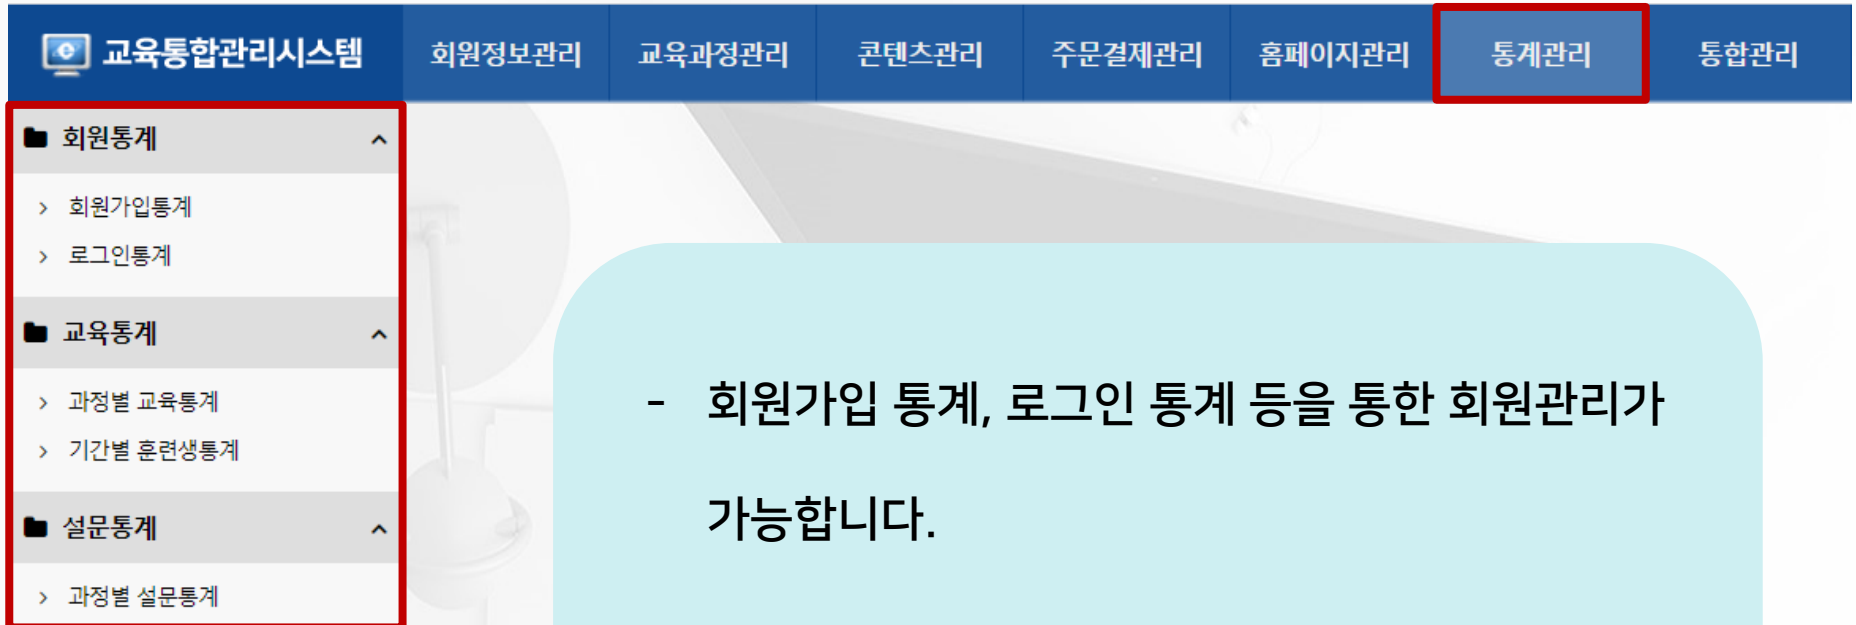 교육통합관리시스템 회원정보관리 교육과정관리 콘텐츠관리 주문결제관리 홈페이지관리 통계관리 통합관리
회원통계
회원가입통계
로그인통계
교육통계
과정별 교육통계
기간별 훈련생통계
설문통계
과정별 설문통계
- 회원가입 통계, 로그인 통계 등을 통한 회원관리가
가능합니다.